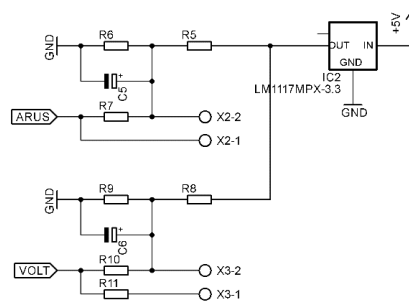 R6
R5
+5V
GND
OUT
IN
GND
C5
+
IC2
LM1117MPX-3.3
R7
ARUS
X2-2
GND
X2-1
R9
R8
GND
C6
+
R10
VOLT
X3-2
R11
X3-1